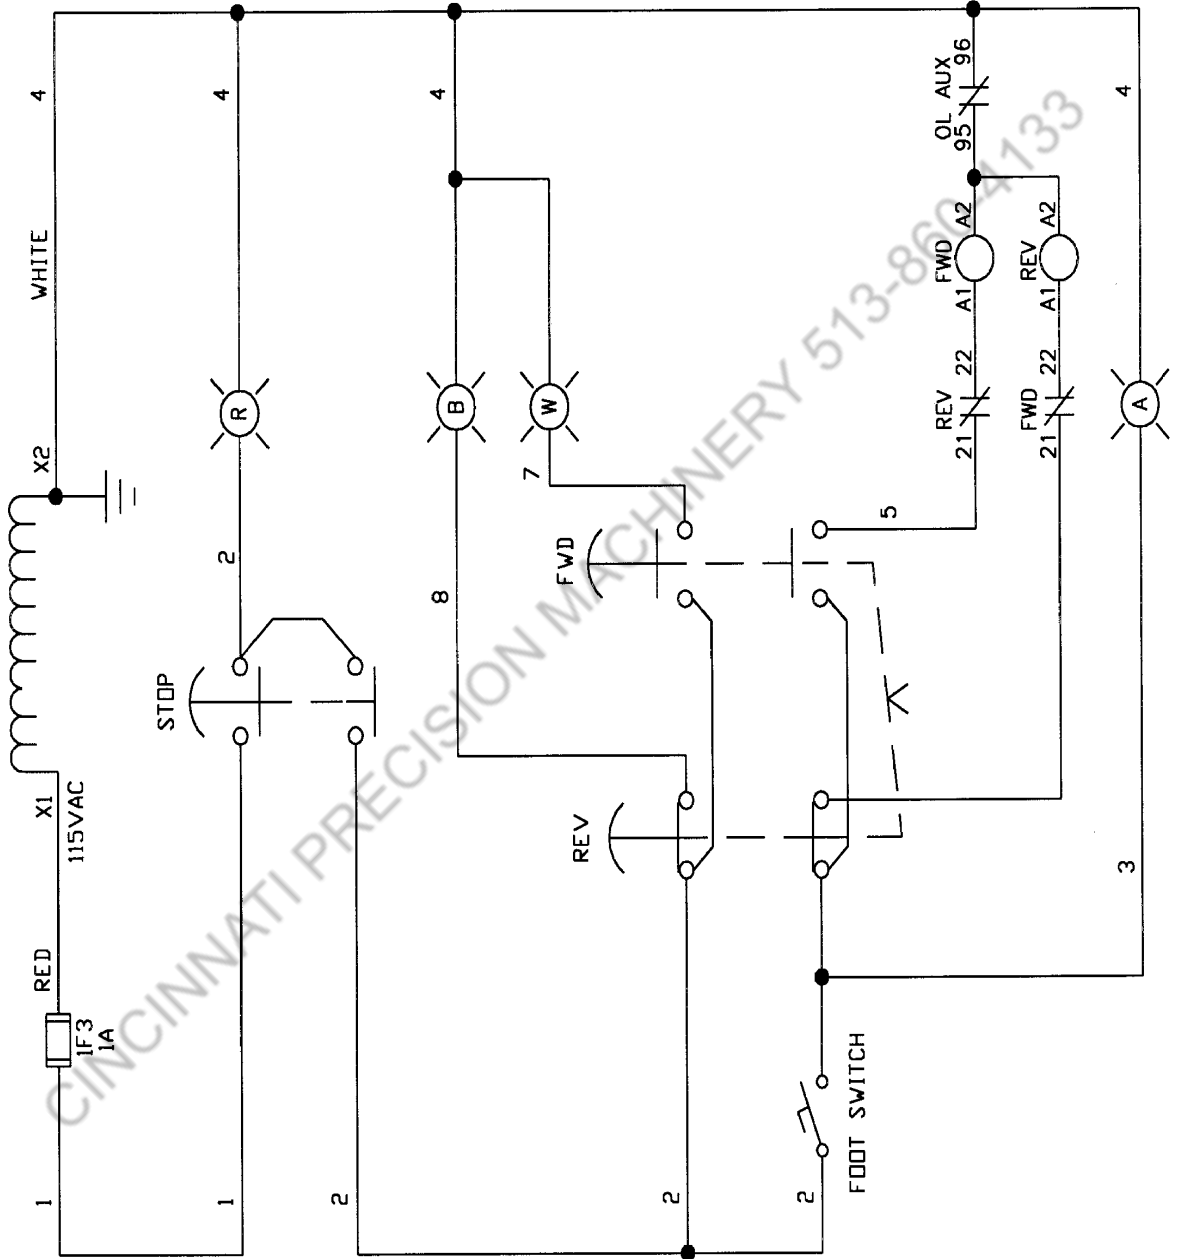 X1
X2
115VAC
RED
WHITE
1F3
1A
1
4
STOP
1
2
R
4
2
8
B
4
7
W
REV
FWD
2
5
21
REV
22
A1
FWD
A2
95
OL AUX
96
21
FWD
22
A1
REV
A2
2
FOOT SWITCH
3
A
4
CINCINNATI PRECISION MACHINERY 513-860-4133